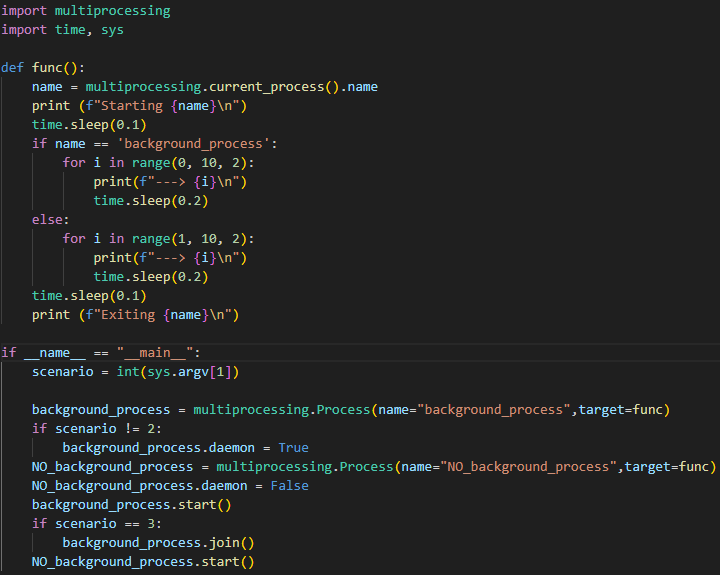 import multiprocessing
import time, sys

def func():
    name = multiprocessing.current_process().name
    print (f"Starting {name}\n")
    time.sleep(0.1)
    if name == 'background_process':
        for i in range(0, 10, 2):
            print(f"---> {i}\n")
            time.sleep(0.2)
    else:
        for i in range(1, 10, 2):
            print(f"---> {i}\n")
            time.sleep(0.2)
    time.sleep(0.1)
    print (f"Exiting {name}\n")

if __name__ == "__main__":
    scenario = int(sys.argv[1])

    background_process = multiprocessing.Process(name="background_process",target=func)
    if scenario != 2:
        background_process.daemon = True
    NO_background_process = multiprocessing.Process(name="NO_background_process",target=func)
    NO_background_process.daemon = False
    background_process.start()
    if scenario == 3:
        background_process.join()
    NO_background_process.start()